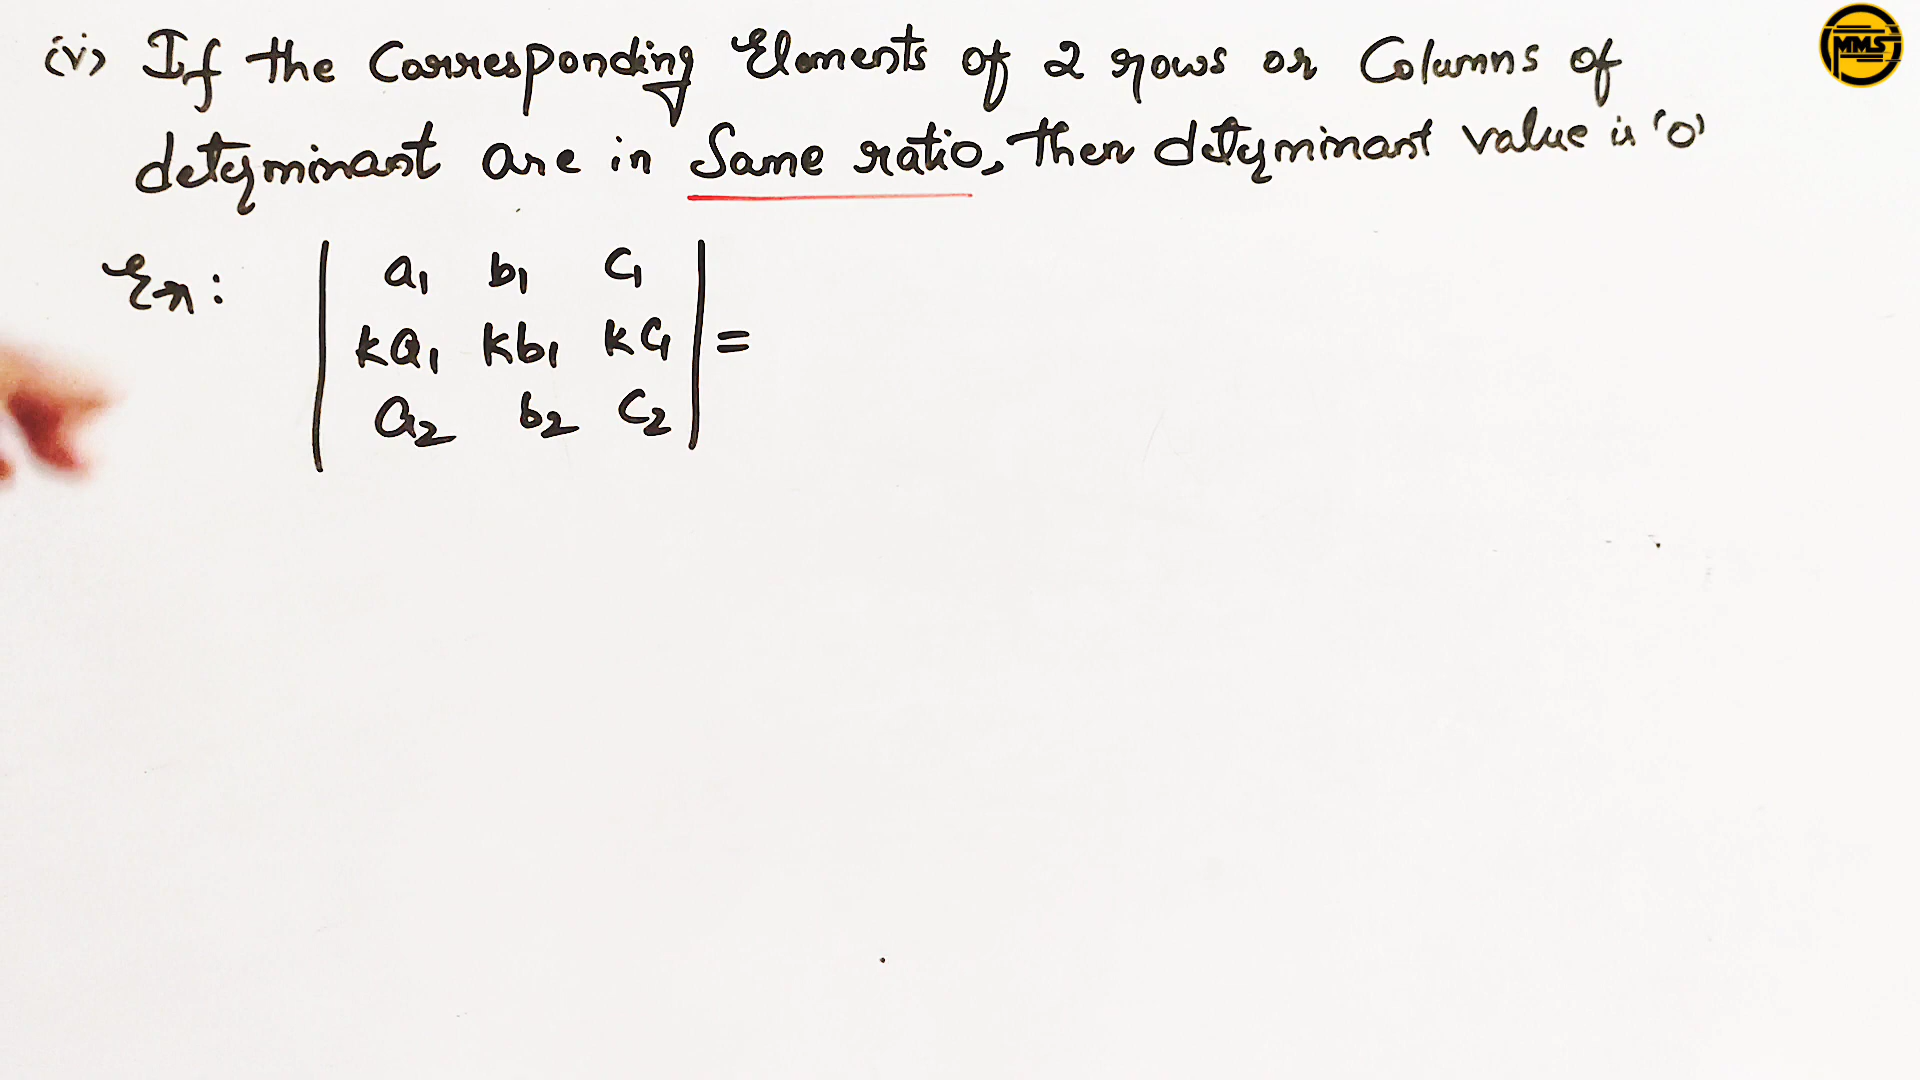 (v) If the Corresponding Elements of 2 rows or Columns of
determinant are in Same ratio, then determinant value is '0'
Ex:
a₁ b₁ c₁
ka₁ kb₁ kc₁ =
a₂ b₂ c₂
MMS